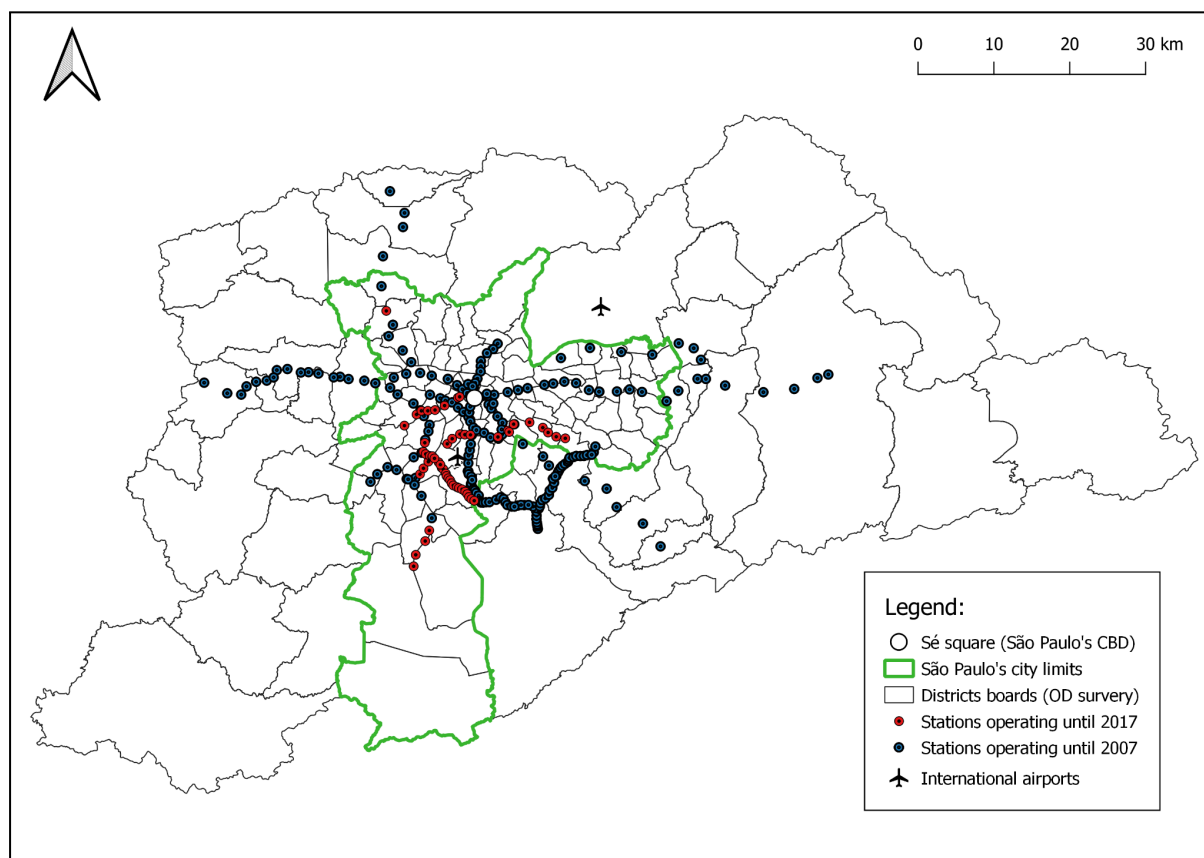 0 10 20 30 km
Legend:
Sé square (São Paulo's CBD)
São Paulo's city limits
Districts boards (OD survery)
Stations operating until 2017
Stations operating until 2007
International airports